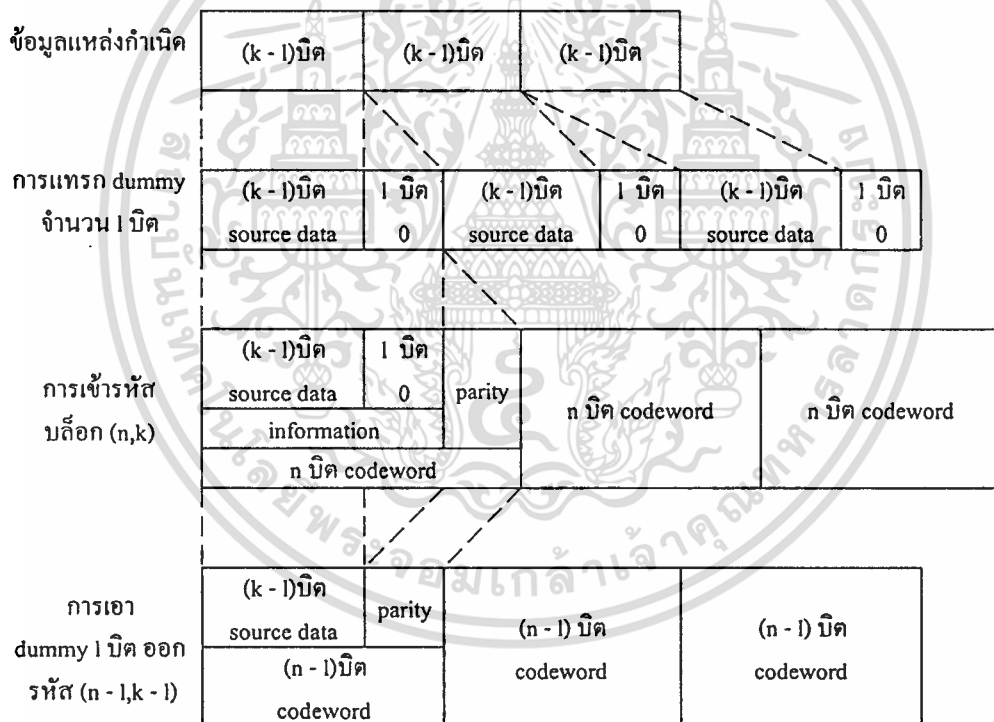 ข้อมูลแหล่งกำเนิด
(k - l)บิต (k - l)บิต (k - l)บิต
การแทรก dummy
จำนวน l บิต
(k - l)บิต l บิต (k - l)บิต l บิต (k - l)บิต l บิต
source data 0 source data 0 source data 0
การเข้ารหัส
บล็อก (n,k)
(k - l)บิต l บิต
source data 0
parity
information
n บิต codeword
n บิต codeword
n บิต codeword
การเอา
dummy l บิต ออก
รหัส (n - l,k - l)
(k - l)บิต
source data
parity
(n - l)บิต
codeword
(n - l) บิต
codeword
(n - l) บิต
codeword